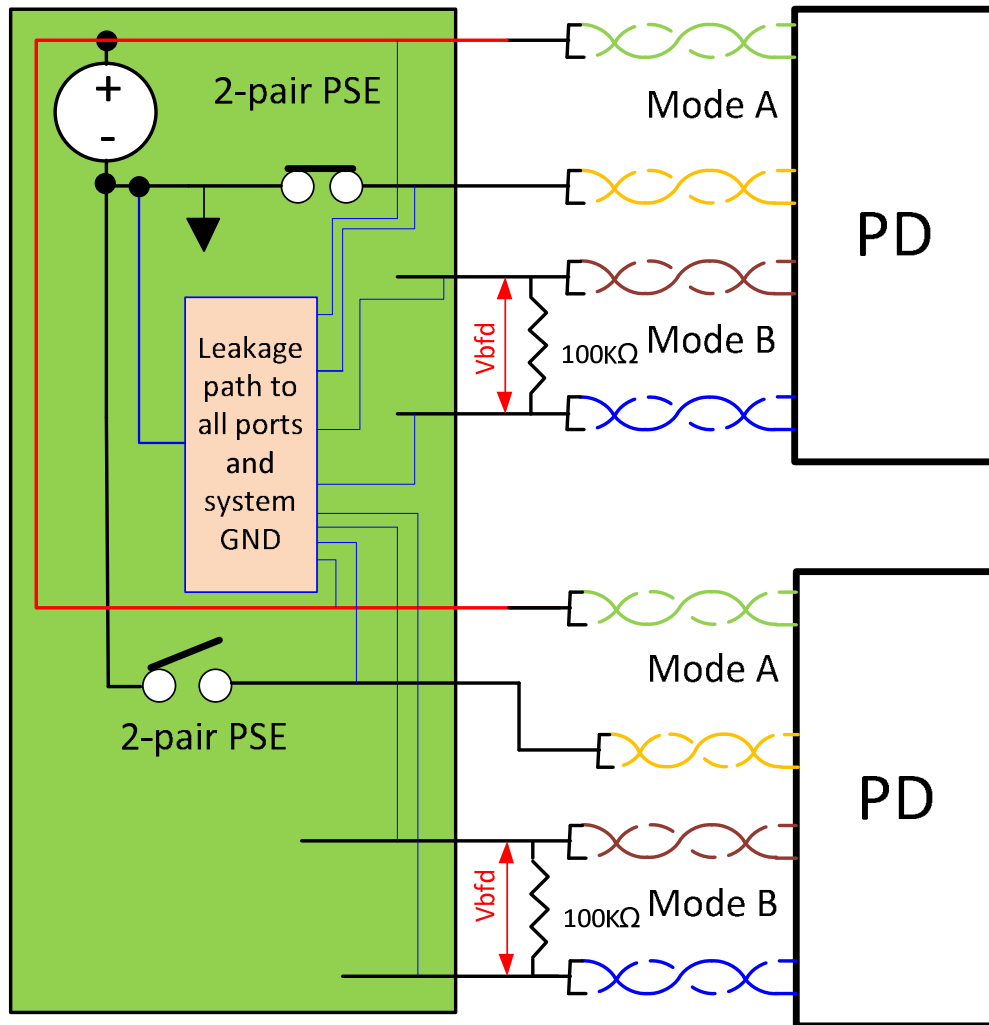 +
-
2-pair PSE
Mode A
PD
Leakage
path to
all ports
and
system
GND
Vbfd
100KΩ
Mode B
Mode A
2-pair PSE
PD
Vbfd
100KΩ
Mode B